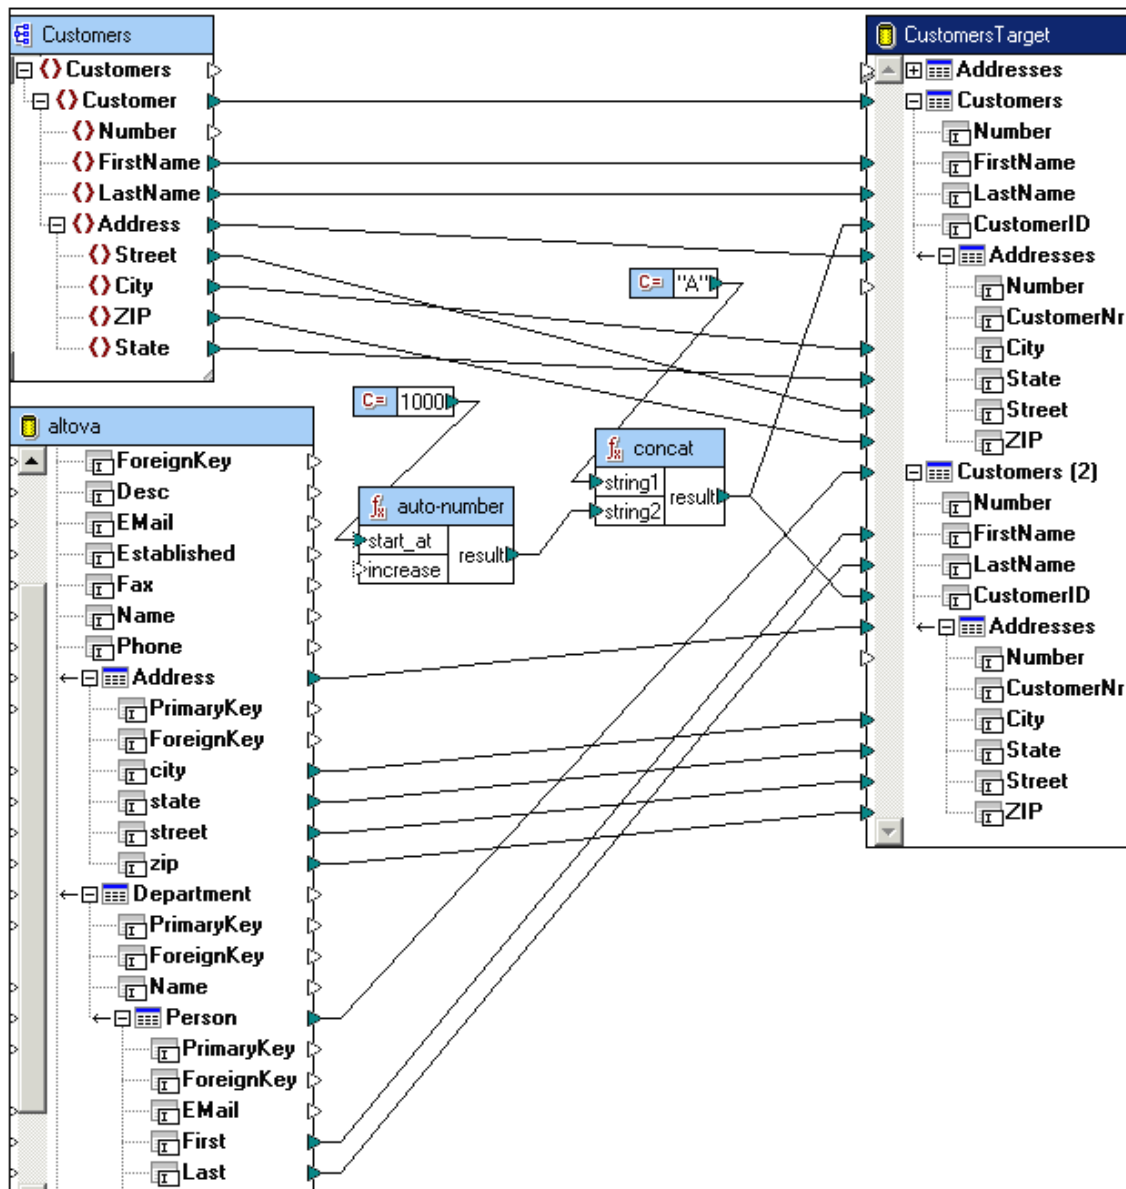 Customers
Customers
Customer
Number
FirstName
LastName
Address
Street
City
ZIP
State
altova
ForeignKey
Desc
EMail
Established
Fax
Name
Phone
Address
PrimaryKey
ForeignKey
city
state
street
zip
Department
PrimaryKey
ForeignKey
Name
Person
PrimaryKey
ForeignKey
EMail
First
Last
C= 1000
auto-number
start_at
result
increase
C= "A"
concat
string1
result
string2
CustomersTarget
Addresses
Customers
Number
FirstName
LastName
CustomerID
Addresses
Number
CustomerNr
City
State
Street
ZIP
Customers (2)
Number
FirstName
LastName
CustomerID
Addresses
Number
CustomerNr
City
State
Street
ZIP